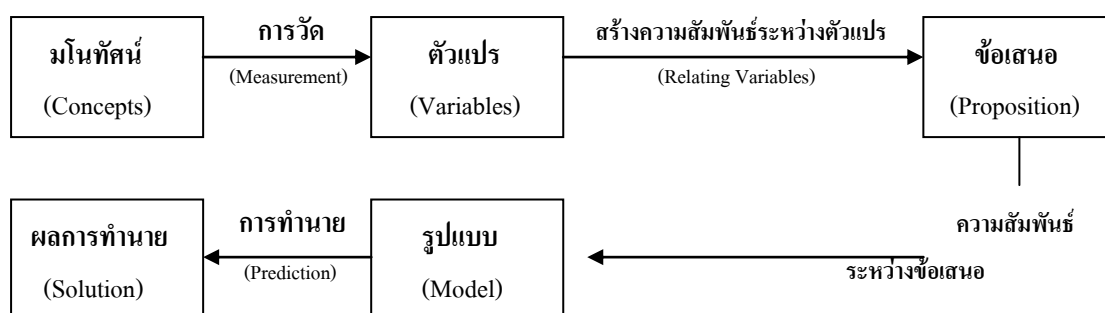 มโนทัศน์
(Concepts)
การวัด
(Measurement)
ตัวแปร
(Variables)
สร้างความสัมพันธ์ระหว่างตัวแปร
(Relating Variables)
ข้อเสนอ
(Proposition)
ความสัมพันธ์
ระหว่างข้อเสนอ
รูปแบบ
(Model)
การทำนาย
(Prediction)
ผลการทำนาย
(Solution)